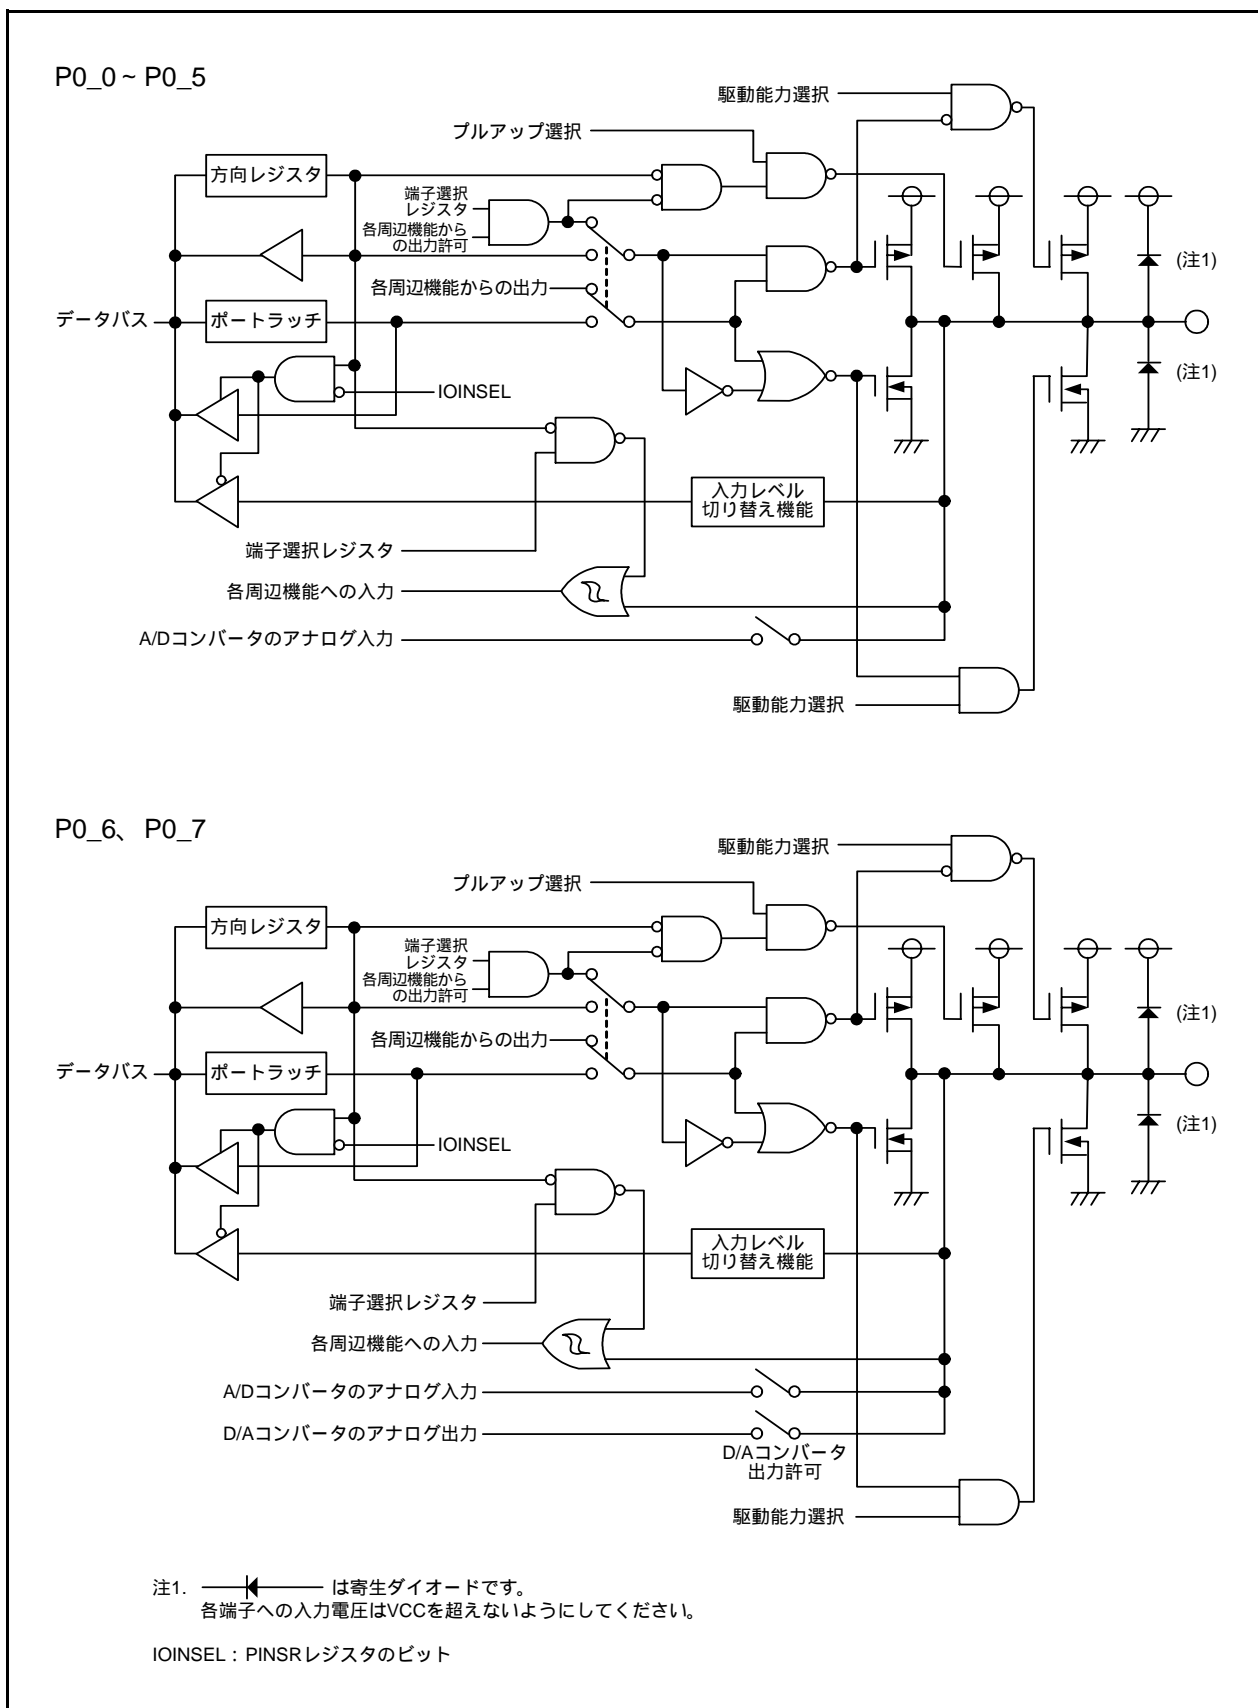 P0_0 ~ P0_5
駆動能力選択
プルアップ選択
方向レジスタ
端子選択
レジスタ
各周辺機能から
の出力許可
(注1)
各周辺機能からの出力
データバス
ポートラッチ
(注1)
IOINSEL
入力レベル
切り替え機能
端子選択レジスタ
各周辺機能への入力
A/Dコンバータのアナログ入力
駆動能力選択
P0_6、P0_7
駆動能力選択
プルアップ選択
方向レジスタ
端子選択
レジスタ
各周辺機能から
の出力許可
(注1)
各周辺機能からの出力
データバス
ポートラッチ
(注1)
IOINSEL
入力レベル
切り替え機能
端子選択レジスタ
各周辺機能への入力
A/Dコンバータのアナログ入力
D/Aコンバータのアナログ出力
D/Aコンバータ
出力許可
駆動能力選択
注1. は寄生ダイオードです。
各端子への入力電圧はVCCを超えないようにしてください。
IOINSEL：PINSRレジスタのビット